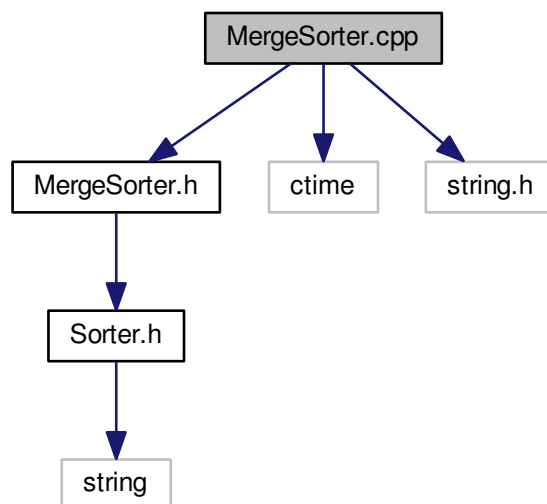 MergeSorter.cpp
MergeSorter.h
ctime
string.h
Sorter.h
string